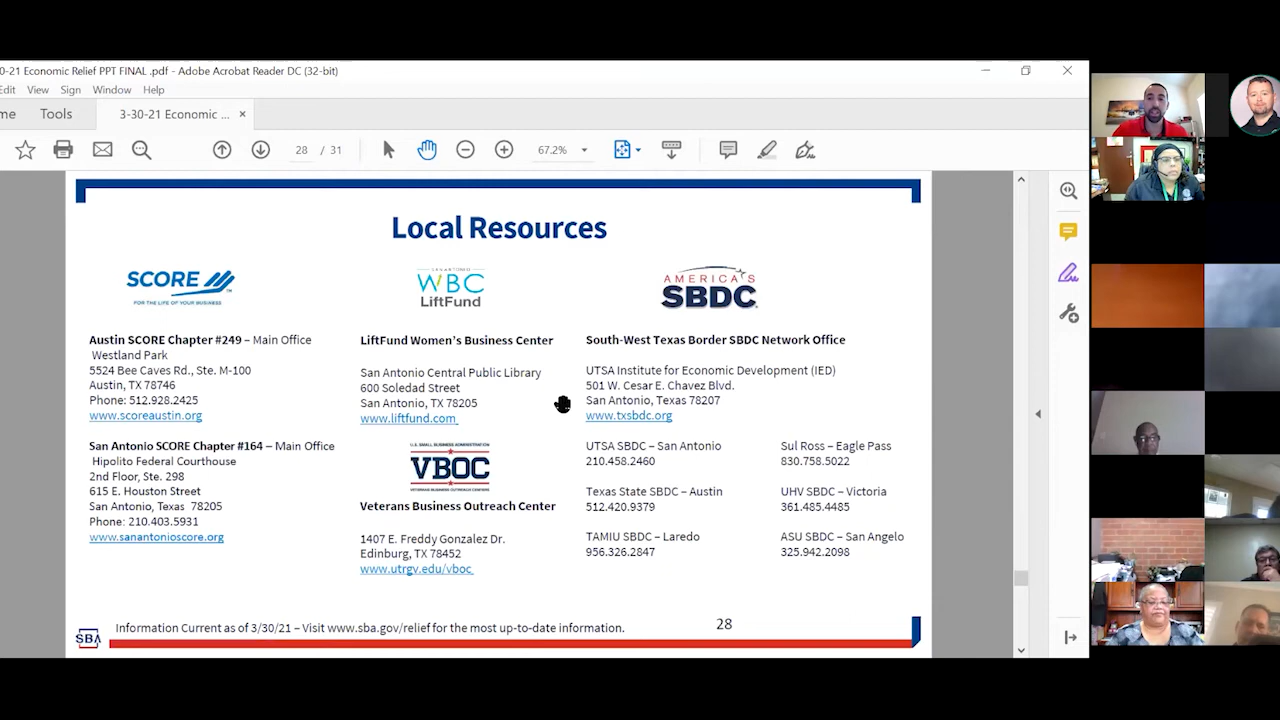 0-21 Economic Relief PPT FINAL .pdf - Adobe Acrobat Reader DC (32-bit)
Edit View Sign Window Help
me Tools 3-30-21 Economic ... ×
28 / 31 67.2%
Local Resources
SCORE
FOR THE LIFE OF YOUR BUSINESS
Austin SCORE Chapter #249 – Main Office
Westland Park
5524 Bee Caves Rd., Ste. M-100
Austin, TX 78746
Phone: 512.928.2425
www.scoreaustin.org
San Antonio SCORE Chapter #164 – Main Office
Hipolito Federal Courthouse
2nd Floor, Ste. 298
615 E. Houston Street
San Antonio, Texas 78205
Phone: 210.403.5931
www.sanantonioscore.org
SAN ANTONIO
WBC
LiftFund
LiftFund Women's Business Center
San Antonio Central Public Library
600 Soledad Street
San Antonio, TX 78205
www.liftfund.com
U.S. SMALL BUSINESS ADMINISTRATION
VBOC
VETERANS BUSINESS OUTREACH CENTERS
Veterans Business Outreach Center
1407 E. Freddy Gonzalez Dr.
Edinburg, TX 78452
www.utrgv.edu/vboc
AMERICA'S
SBDC
South-West Texas Border SBDC Network Office
UTSA Institute for Economic Development (IED)
501 W. Cesar E. Chavez Blvd.
San Antonio, Texas 78207
www.txsbdc.org
UTSA SBDC – San Antonio
210.458.2460
Texas State SBDC – Austin
512.420.9379
TAMIU SBDC – Laredo
956.326.2847
Sul Ross – Eagle Pass
830.758.5022
UHV SBDC – Victoria
361.485.4485
ASU SBDC – San Angelo
325.942.2098
SBA
Information Current as of 3/30/21 – Visit www.sba.gov/relief for the most up-to-date information.
28